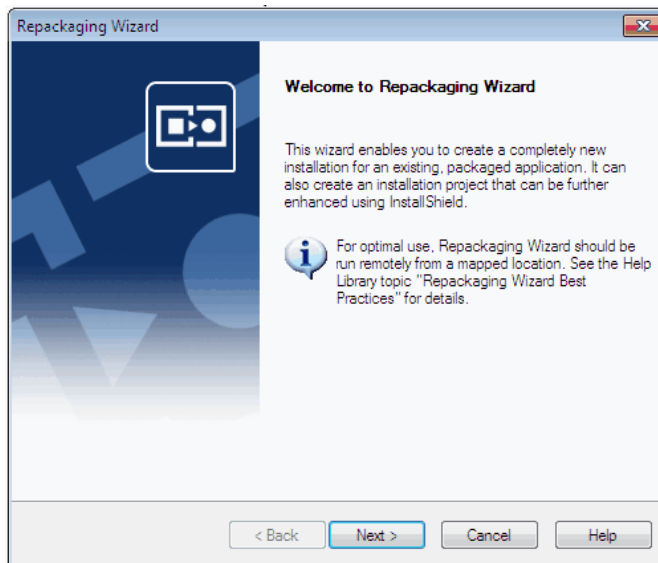 Repackaging Wizard
Welcome to Repackaging Wizard
This wizard enables you to create a completely new
installation for an existing, packaged application. It can
also create an installation project that can be further
enhanced using InstallShield.
For optimal use, Repackaging Wizard should be
run remotely from a mapped location. See the Help
Library topic "Repackaging Wizard Best
Practices" for details.
< Back
Next >
Cancel
Help